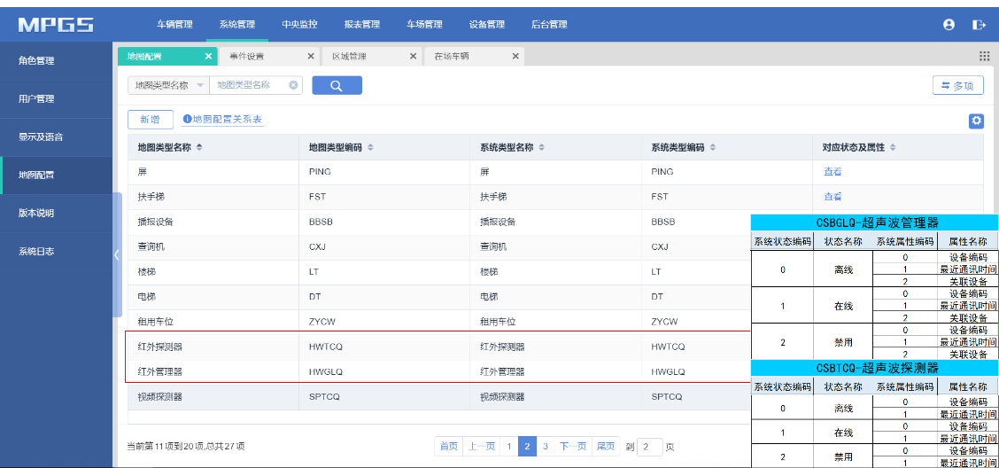 MPGS 车辆管理 系统管理 中央监控 报表管理 车场管理 设备管理 后台管理
角色管理
用户管理
显示及语音
地图配置
版本说明
系统日志
地图配置 事件设置 区域管理 在场车辆
地图类型名称 地图类型名称 多项
新增 地图配置关系表
地图类型名称 地图类型编码 系统类型名称 系统类型编码 对应状态及属性
屏 PING 屏 PING 查看
扶手梯 FST 扶手梯 FST 查看
播报设备 BBSB 播报设备 BBSB
查询机 CXJ 查询机 CXJ
楼梯 LT 楼梯 LT
电梯 DT 电梯 DT
租用车位 ZYCW 租用车位 ZYCW
红外探测器 HWTCQ 红外探测器 HWTCQ
红外管理器 HWGLQ 红外管理器 HWGLQ
视频探测器 SPTCQ 视频探测器 SPTCQ
当前第11项到20项,总共27项 首页 上一页 1 2 3 下一页 尾页 到 2 页
CSBGLQ-超声波管理器
系统状态编码 状态名称 系统属性编码 属性名称
0 离线 0 设备编码
1 最近通讯时间
2 关联设备
1 在线 0 设备编码
1 最近通讯时间
2 关联设备
2 禁用 0 设备编码
1 最近通讯时间
2 关联设备
CSBTCQ-超声波探测器
系统状态编码 状态名称 系统属性编码 属性名称
0 离线 0 设备编码
1 最近通讯时间
1 在线 0 设备编码
1 最近通讯时间
2 禁用 0 设备编码
1 最近通讯时间